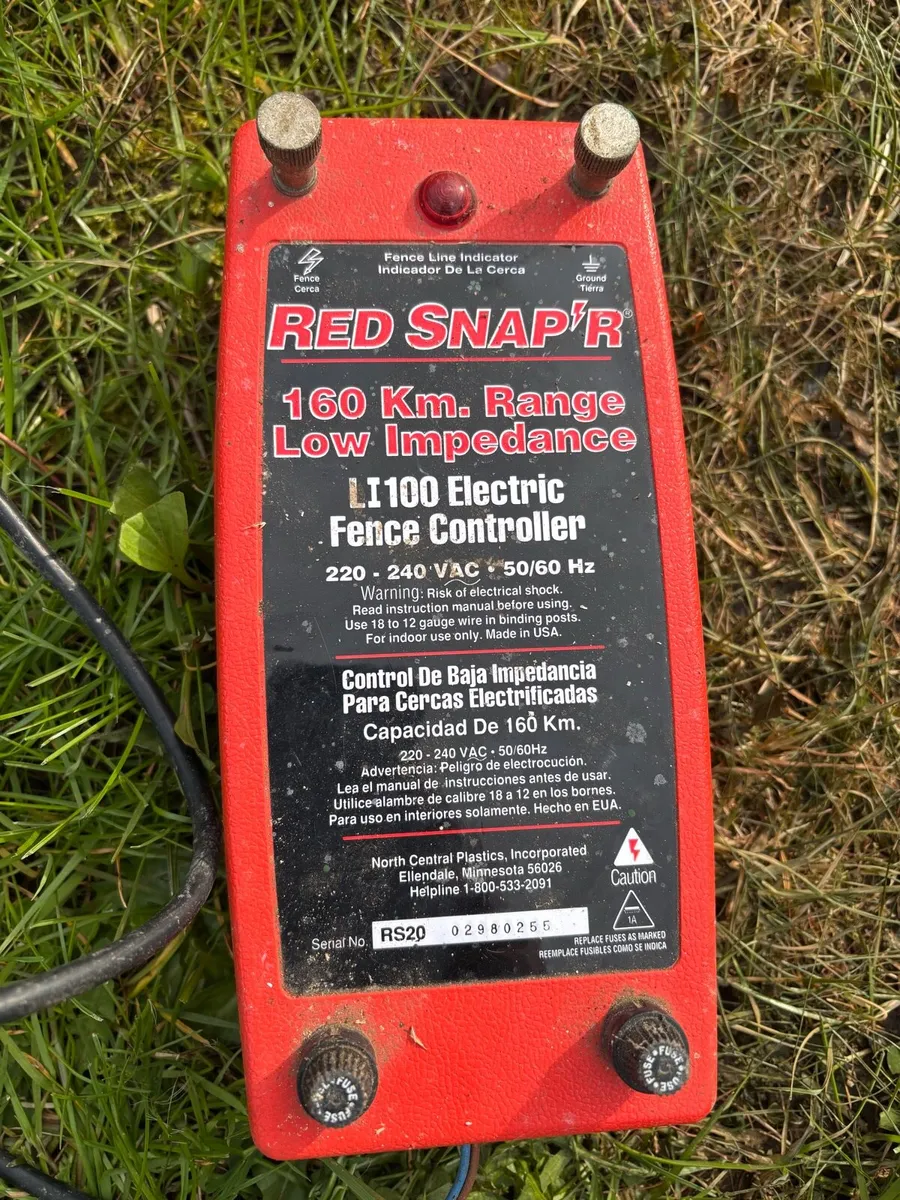 Fence Line Indicator
Indicador De La Cerca
Fence
Cerca
Ground
Tierra
RED SNAP'R®
160 Km. Range
Low Impedance
LI100 Electric
Fence Controller
220 - 240 VAC • 50/60 Hz
Warning: Risk of electrical shock.
Read instruction manual before using.
Use 18 to 12 gauge wire in binding posts.
For indoor use only. Made in USA.
Control De Baja Impedancia
Para Cercas Electrificadas
Capacidad De 160 Km.
220 - 240 VAC • 50/60Hz
Advertencia: Peligro de electrocución.
Lea el manual de instrucciones antes de usar.
Utilice alambre de calibre 18 a 12 en los bornes.
Para uso en interiores solamente. Hecho en EUA.
North Central Plastics, Incorporated
Ellendale, Minnesota 56026
Helpline 1-800-533-2091
Caution
1A
Serial No. RS20 02980255
REPLACE FUSES AS MARKED
REEMPLACE FUSIBLES COMO SE INDICA
FUSE
FUSE
FUSE • FUSE • FUSE